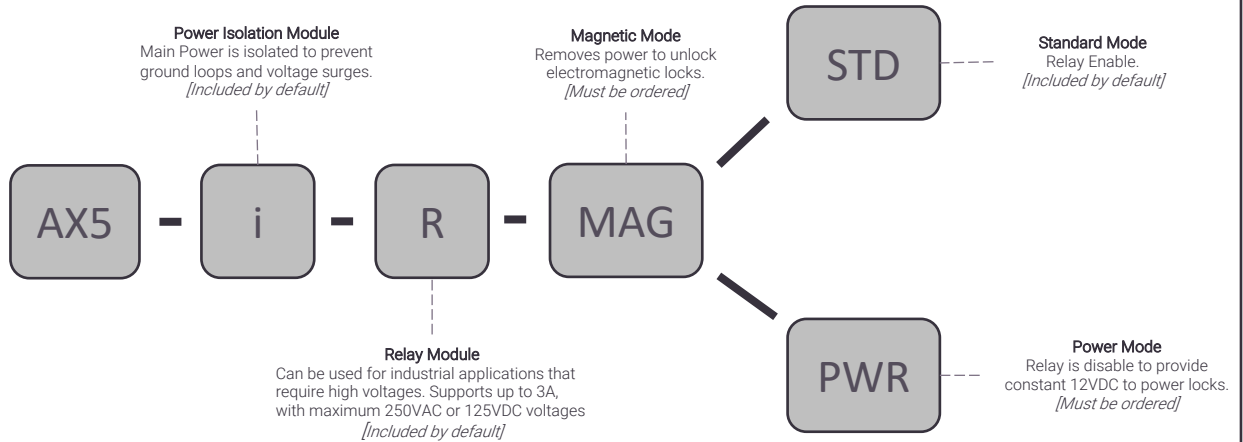 Power Isolation Module
Main Power is isolated to prevent
ground loops and voltage surges.
[Included by default]
Magnetic Mode
Removes power to unlock
electromagnetic locks.
[Must be ordered]
STD
Standard Mode
Relay Enable.
[Included by default]
AX5 - i - R - MAG
Relay Module
Can be used for industrial applications that
require high voltages. Supports up to 3A,
with maximum 250VAC or 125VDC voltages
[Included by default]
PWR
Power Mode
Relay is disable to provide
constant 12VDC to power locks.
[Must be ordered]